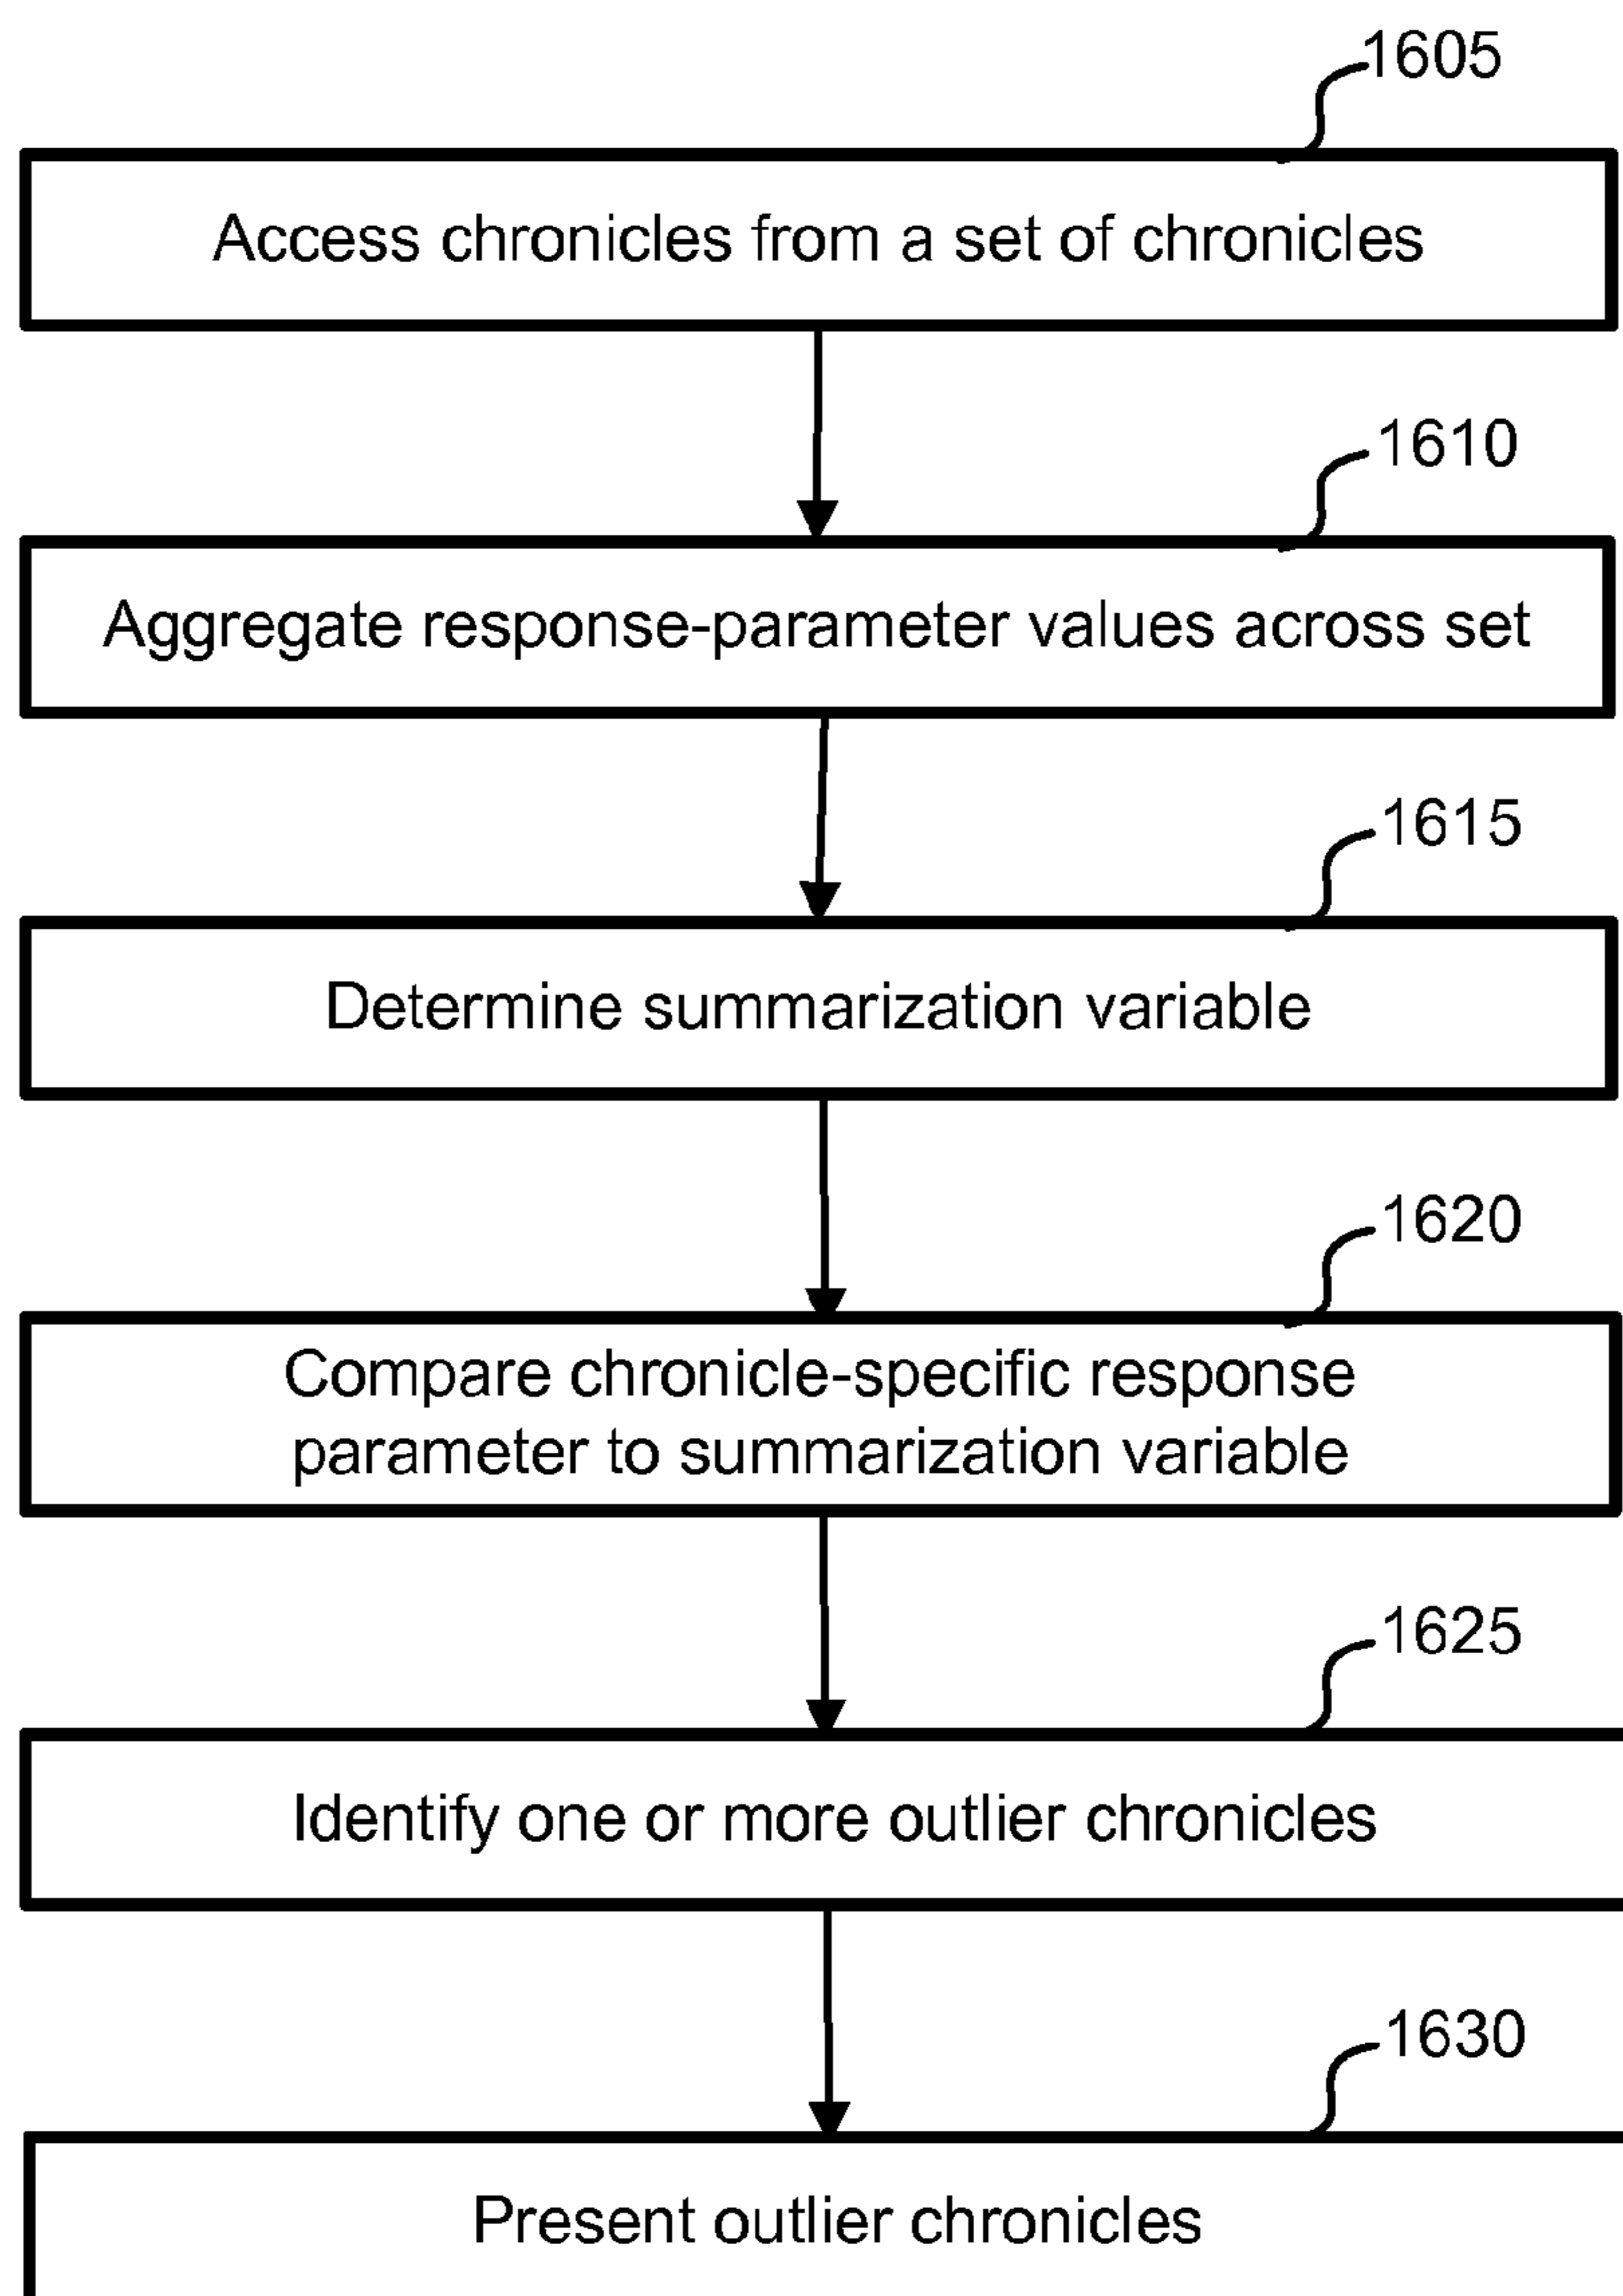 1605
Access chronicles from a set of chronicles
1610
Aggregate response-parameter values across set
1615
Determine summarization variable
1620
Compare chronicle-specific response
parameter to summarization variable
1625
Identify one or more outlier chronicles
1630
Present outlier chronicles